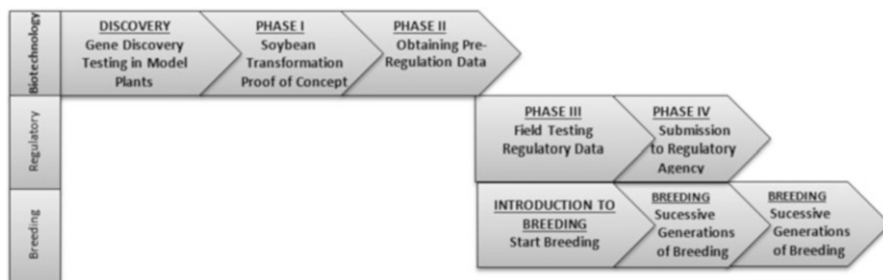 Biotechnology
DISCOVERY
Gene Discovery
Testing in Model
Plants
PHASE I
Soybean
Transformation
Proof of Concept
PHASE II
Obtaining Pre-
Regulation Data
Regulatory
PHASE III
Field Testing
Regulatory Data
PHASE IV
Submission
to Regulatory
Agency
Breeding
INTRODUCTION TO
BREEDING
Start Breeding
BREEDING
Sucessive
Generations
of Breeding
BREEDING
Sucessive
Generations
of Breeding